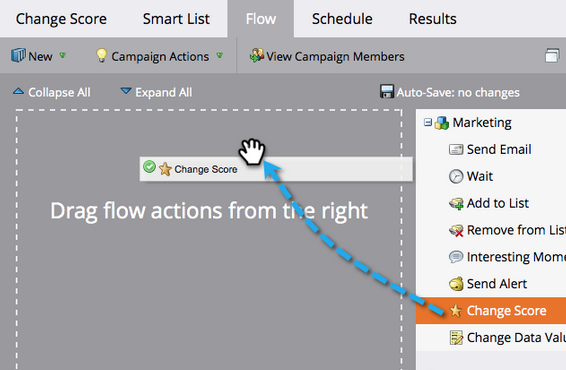 Change Score Smart List Flow Schedule Results
New Campaign Actions View Campaign Members
Collapse All Expand All Auto-Save: no changes
Marketing
Send Email
Change Score
Wait
Drag flow actions from the right
Add to List
Remove from List
Interesting Mome
Send Alert
Change Score
Change Data Valu